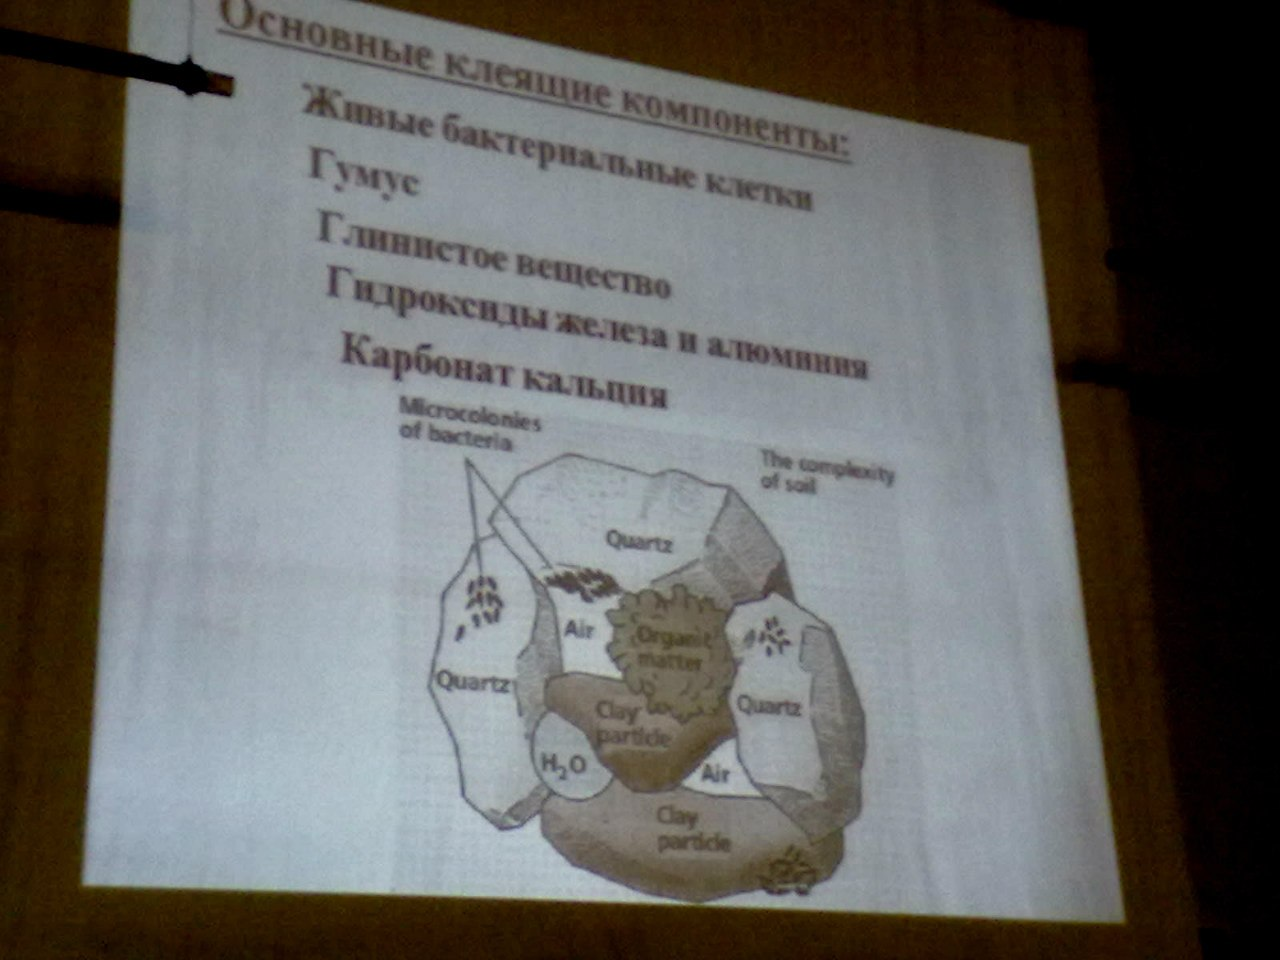 Основные клеящие компоненты:
Живые бактериальные клетки
Гумус
Глинистое вещество
Гидроксиды железа и алюминия
Карбонат кальция
Microcolonies
of bacteria
The complexity
of soil
Quartz
Air
Organic
matter
Quartz
Clay
particle
Quartz
H₂O
Air
Clay
particle